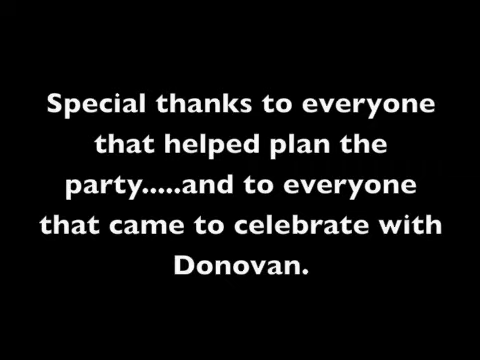 Special thanks to everyone
that helped plan the
party.....and to everyone
that came to celebrate with
Donovan.